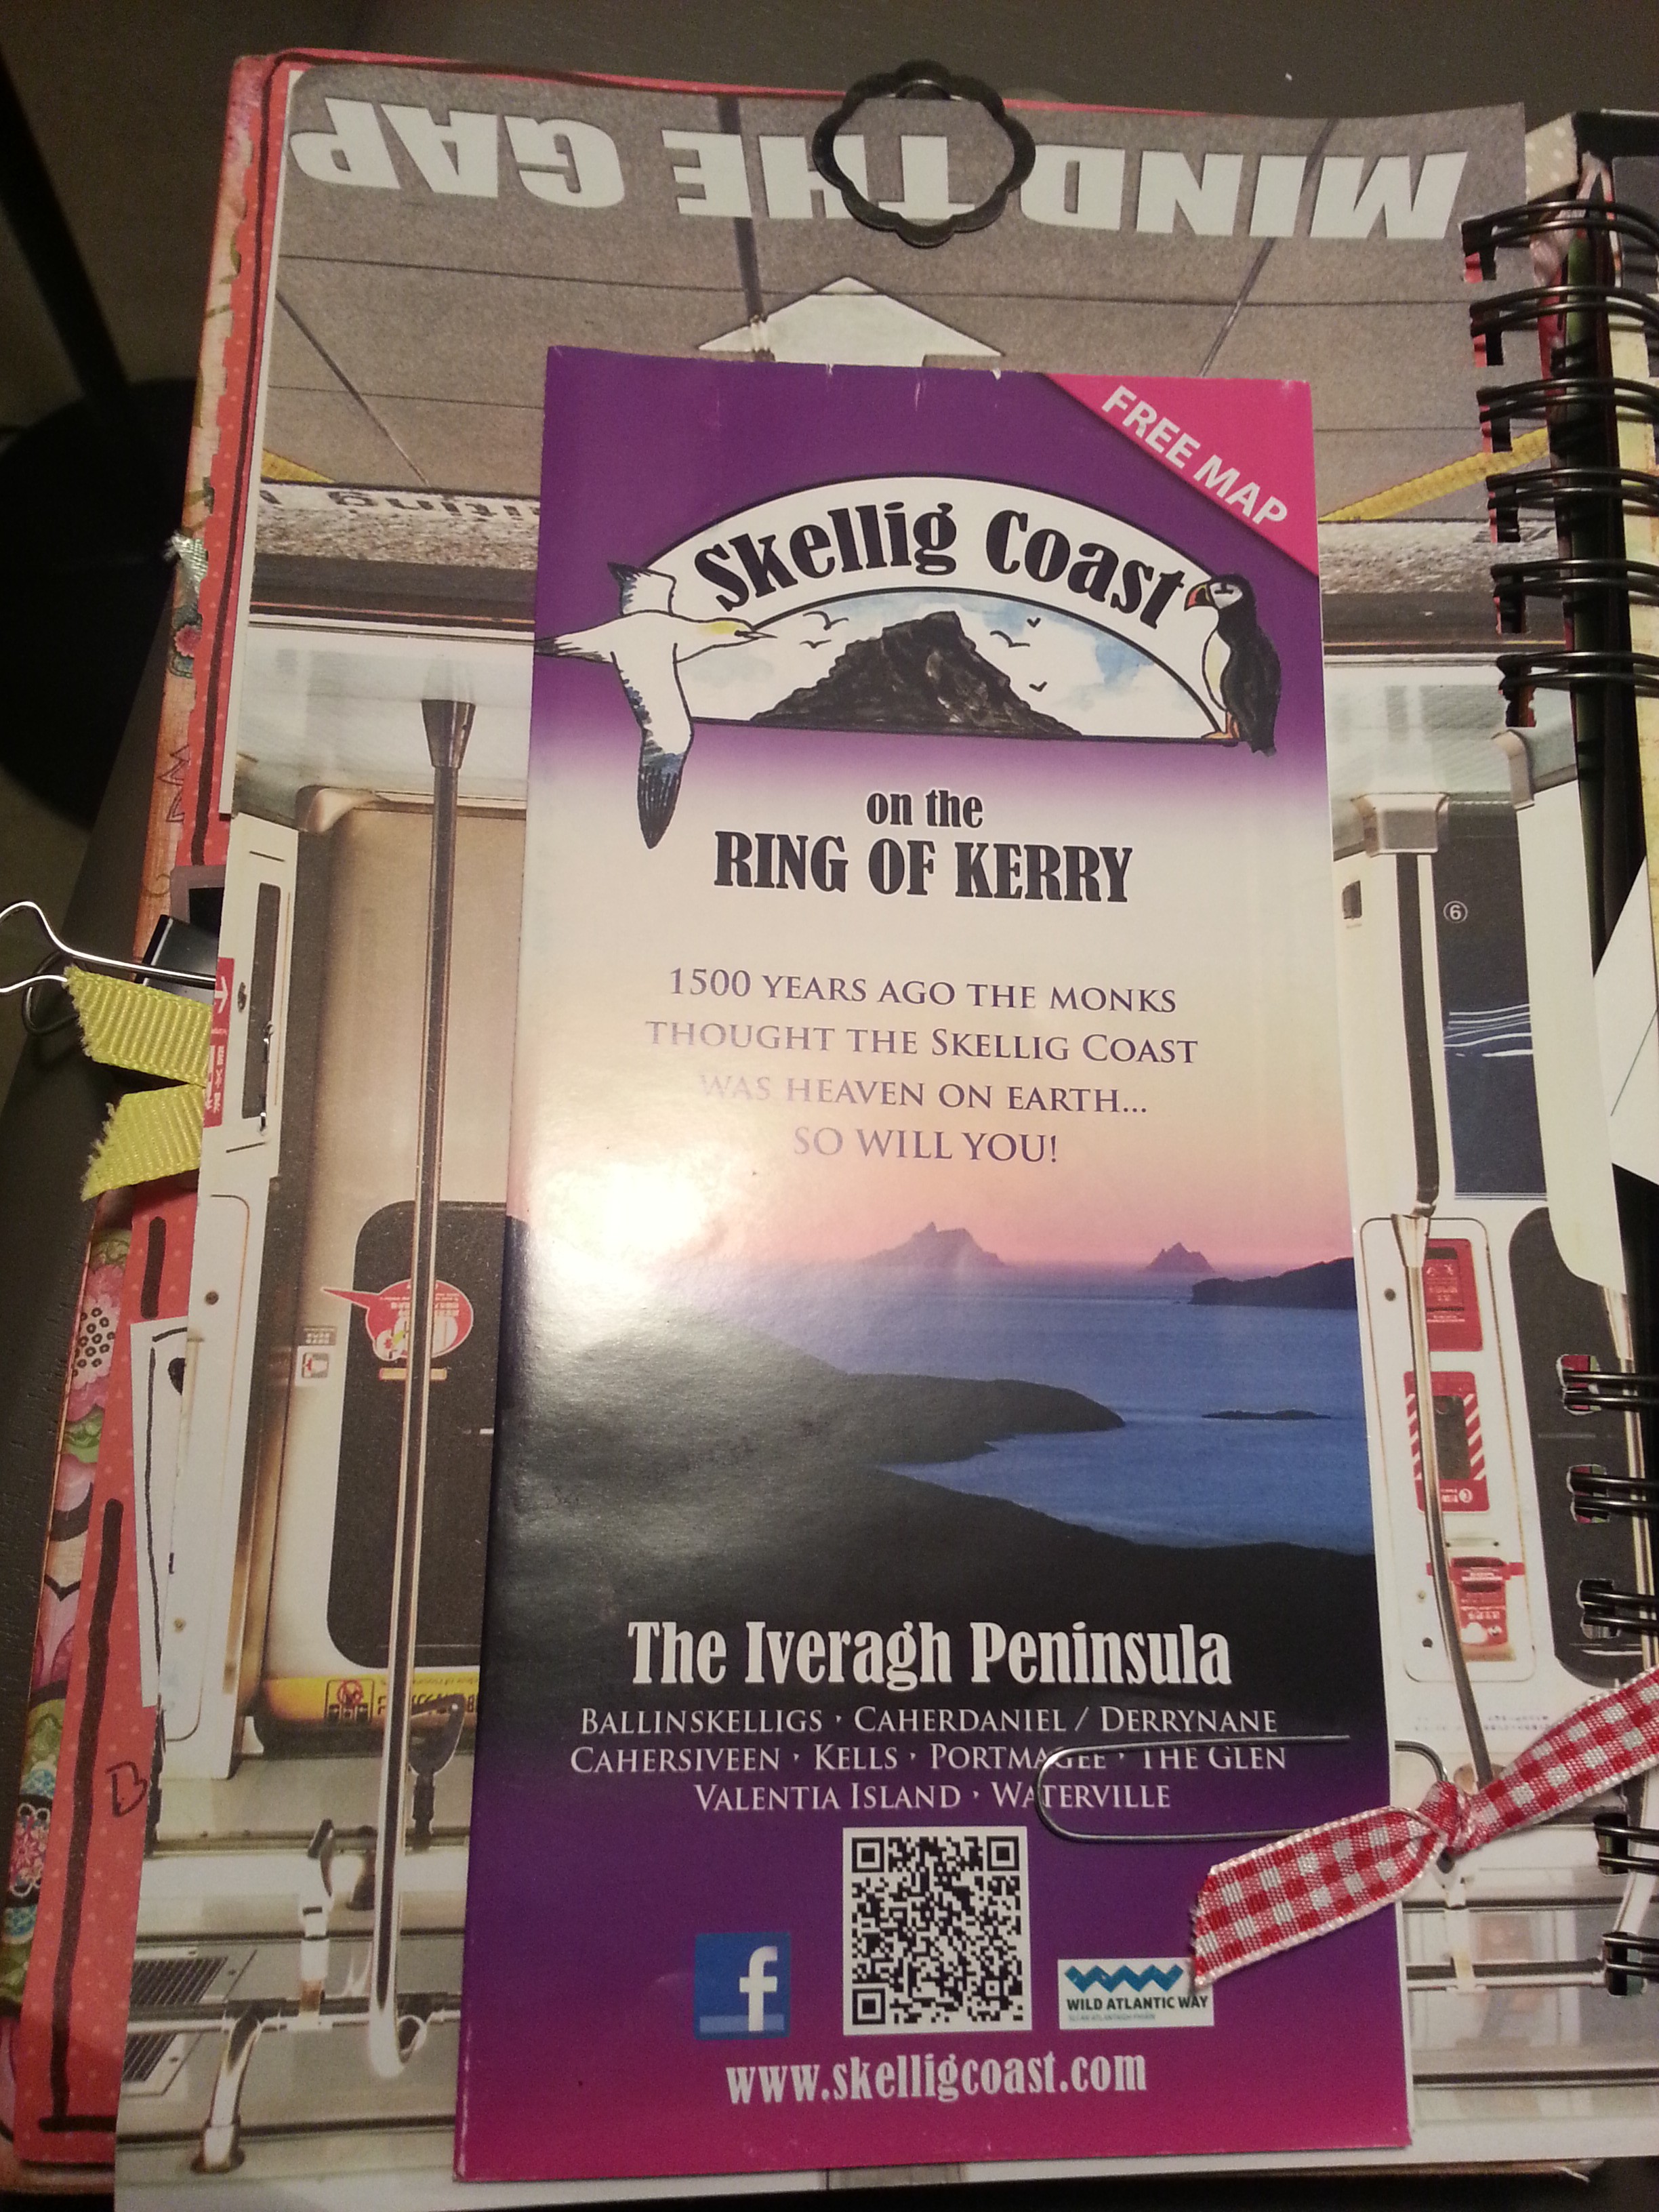 MIND THE GAP
FREE MAP
Skellig Coast
on the
RING OF KERRY
1500 YEARS AGO THE MONKS
THOUGHT THE SKELLIG COAST
WAS HEAVEN ON EARTH...
SO WILL YOU!
⑥
The Iveragh Peninsula
BALLINSKELLIGS · CAHERDANIEL / DERRYNANE
CAHERSIVEEN · KELLS · PORTMAGEE · THE GLEN
VALENTIA ISLAND · WATERVILLE
B
f
WILD ATLANTIC WAY
www.skelligcoast.com